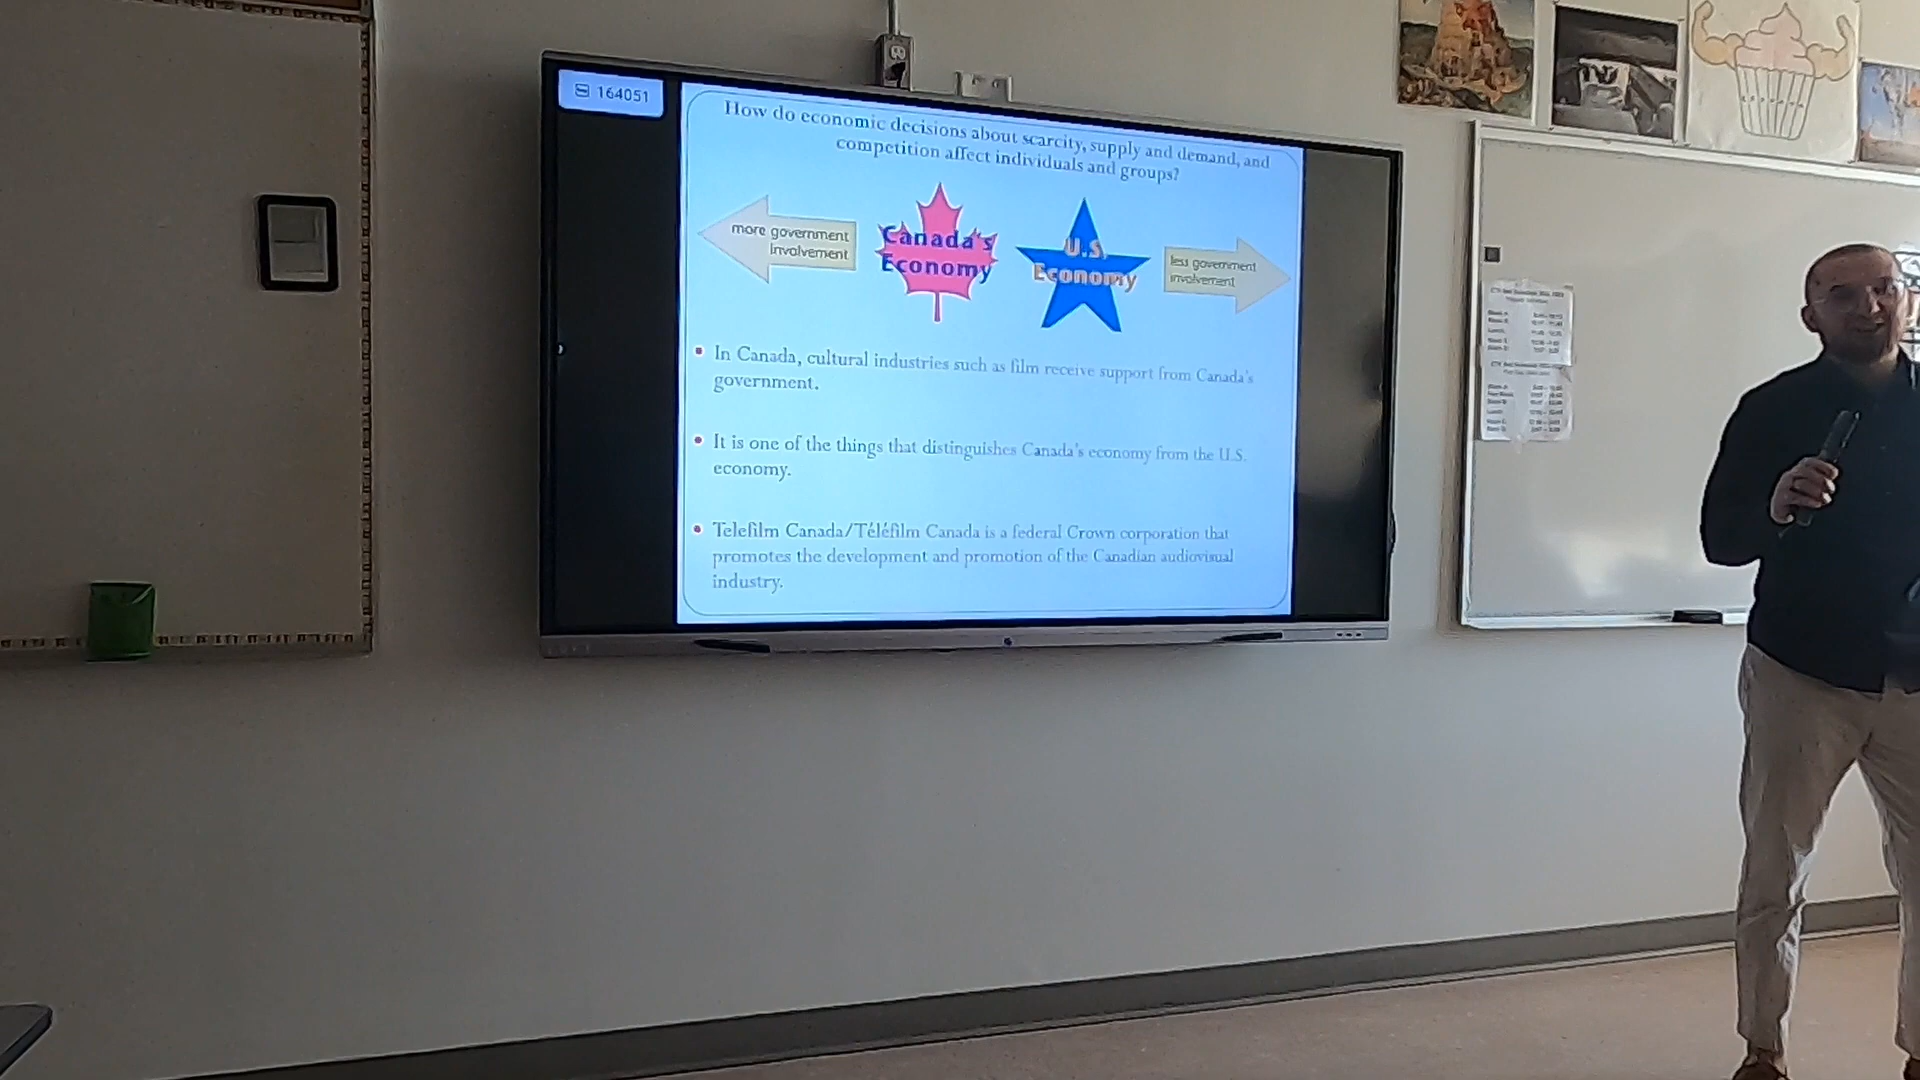 164051
How do economic decisions about scarcity, supply and demand, and
competition affect individuals and groups?
more government
involvement
Canada's
Economy
U.S.
Economy
less government
involvement
• In Canada, cultural industries such as film receive support from Canada's
government.
• It is one of the things that distinguishes Canada's economy from the U.S.
economy.
• Telefilm Canada/Téléfilm Canada is a federal Crown corporation that
promotes the development and promotion of the Canadian audiovisual
industry.